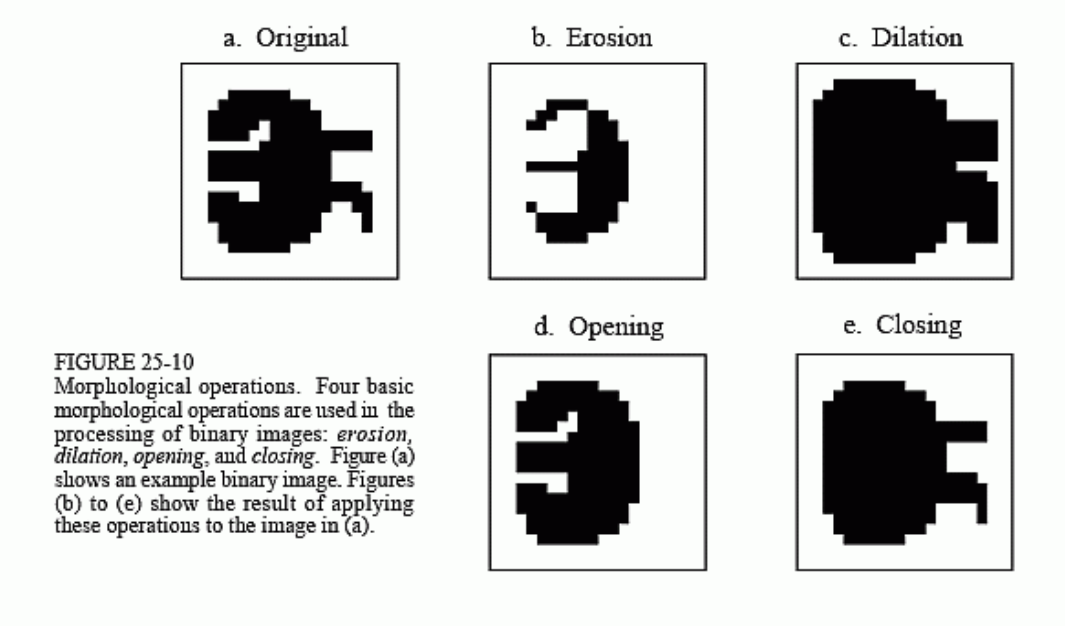 a. Original
b. Erosion
c. Dilation
d. Opening
e. Closing
FIGURE 25-10
Morphological operations. Four basic
morphological operations are used in the
processing of binary images: erosion,
dilation, opening, and closing. Figure (a)
shows an example binary image. Figures
(b) to (e) show the result of applying
these operations to the image in (a).